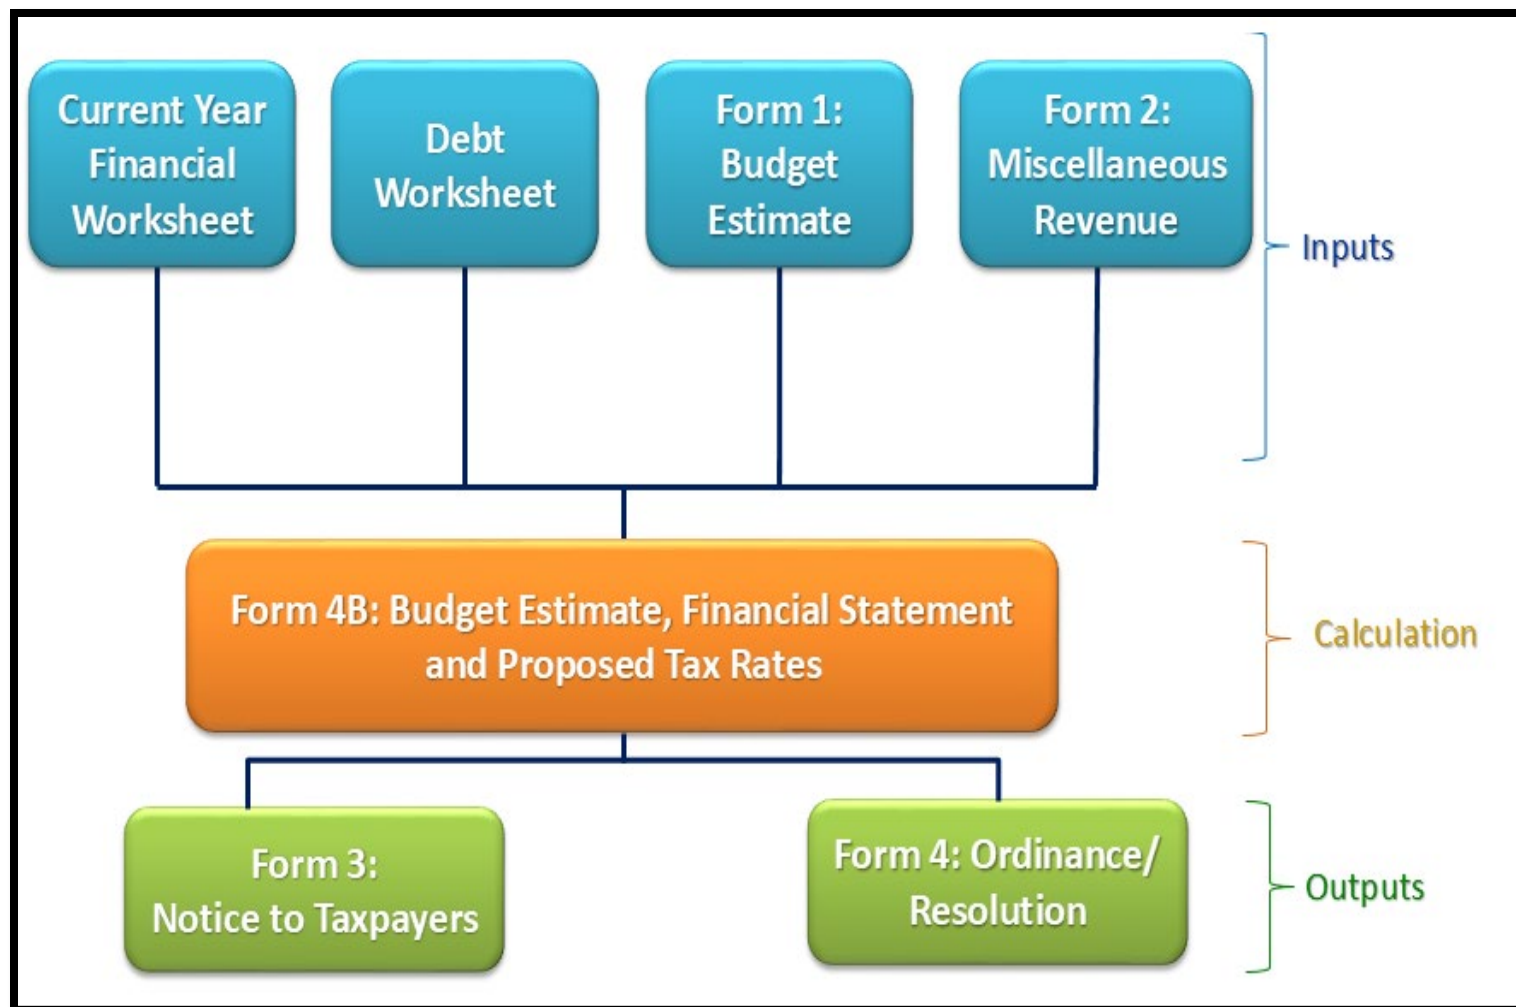 Current Year
Financial
Worksheet
Debt
Worksheet
Form 1:
Budget
Estimate
Form 2:
Miscellaneous
Revenue
Inputs
Form 4B: Budget Estimate, Financial Statement
and Proposed Tax Rates
Calculation
Form 3:
Notice to Taxpayers
Form 4: Ordinance/
Resolution
Outputs